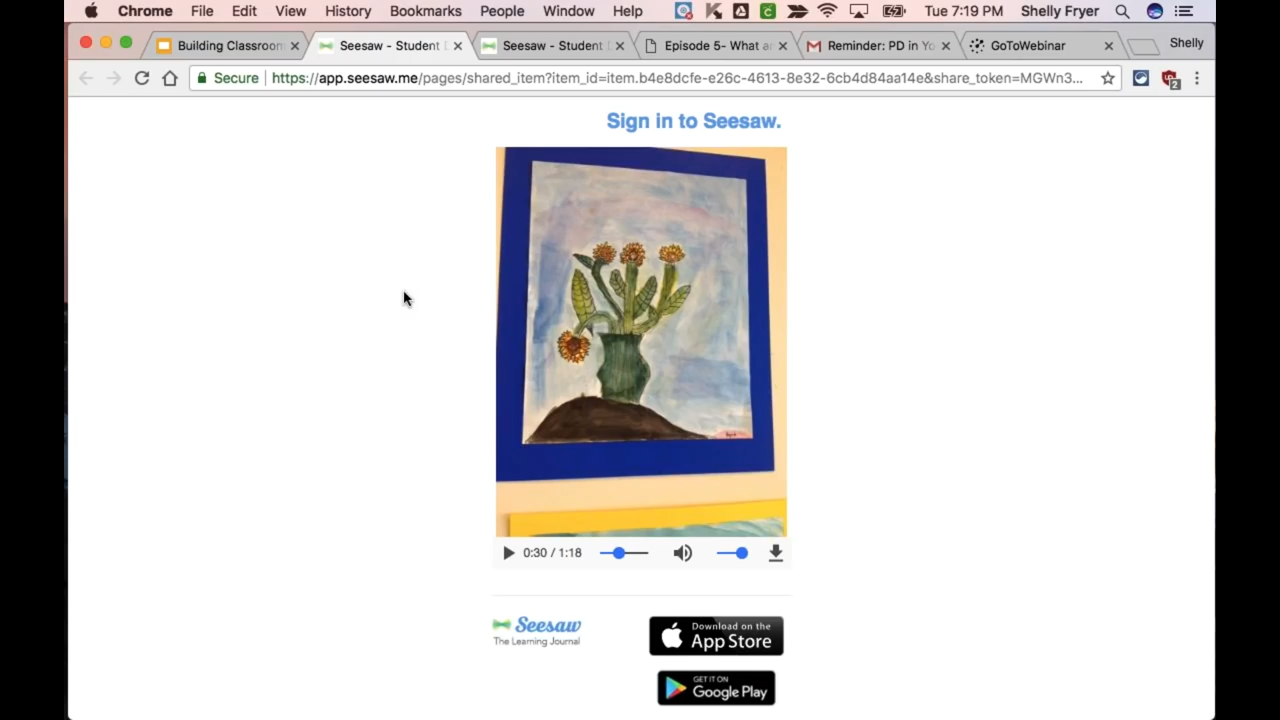 Chrome File Edit View History Bookmarks People Window Help Tue 7:19 PM Shelly Fryer
Building Classroom Seesaw - Student Seesaw - Student Episode 5- What a Reminder: PD in Yo GoToWebinar Shelly
Secure https://app.seesaw.me/pages/shared_item?item_id=item.b4e8dcfe-e26c-4613-8e32-6cb4d84aa14e&share_token=MGWn3...
2
Sign in to Seesaw.
0:30 / 1:18
Seesaw
The Learning Journal
Download on the
App Store
GET IT ON
Google Play